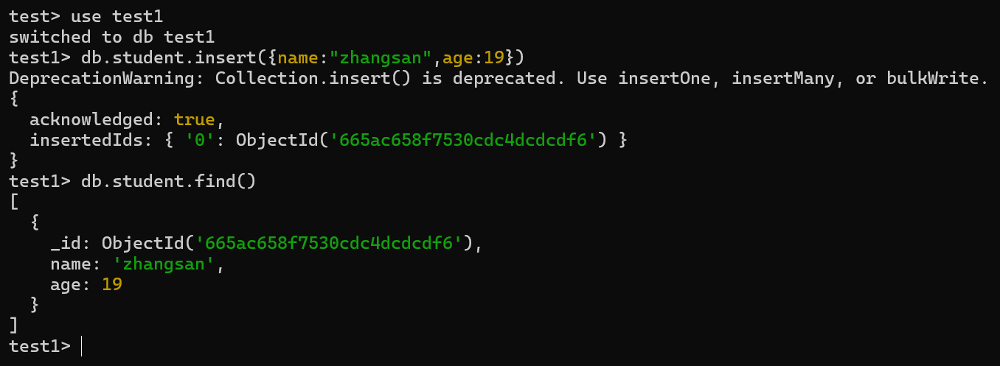 test> use test1
switched to db test1
test1> db.student.insert({name:"zhangsan",age:19})
DeprecationWarning: Collection.insert() is deprecated. Use insertOne, insertMany, or bulkWrite.
{
  acknowledged: true,
  insertedIds: { '0': ObjectId('665ac658f7530cdc4dcdcdf6') }
}
test1> db.student.find()
[
  {
    _id: ObjectId('665ac658f7530cdc4dcdcdf6'),
    name: 'zhangsan',
    age: 19
  }
]
test1>